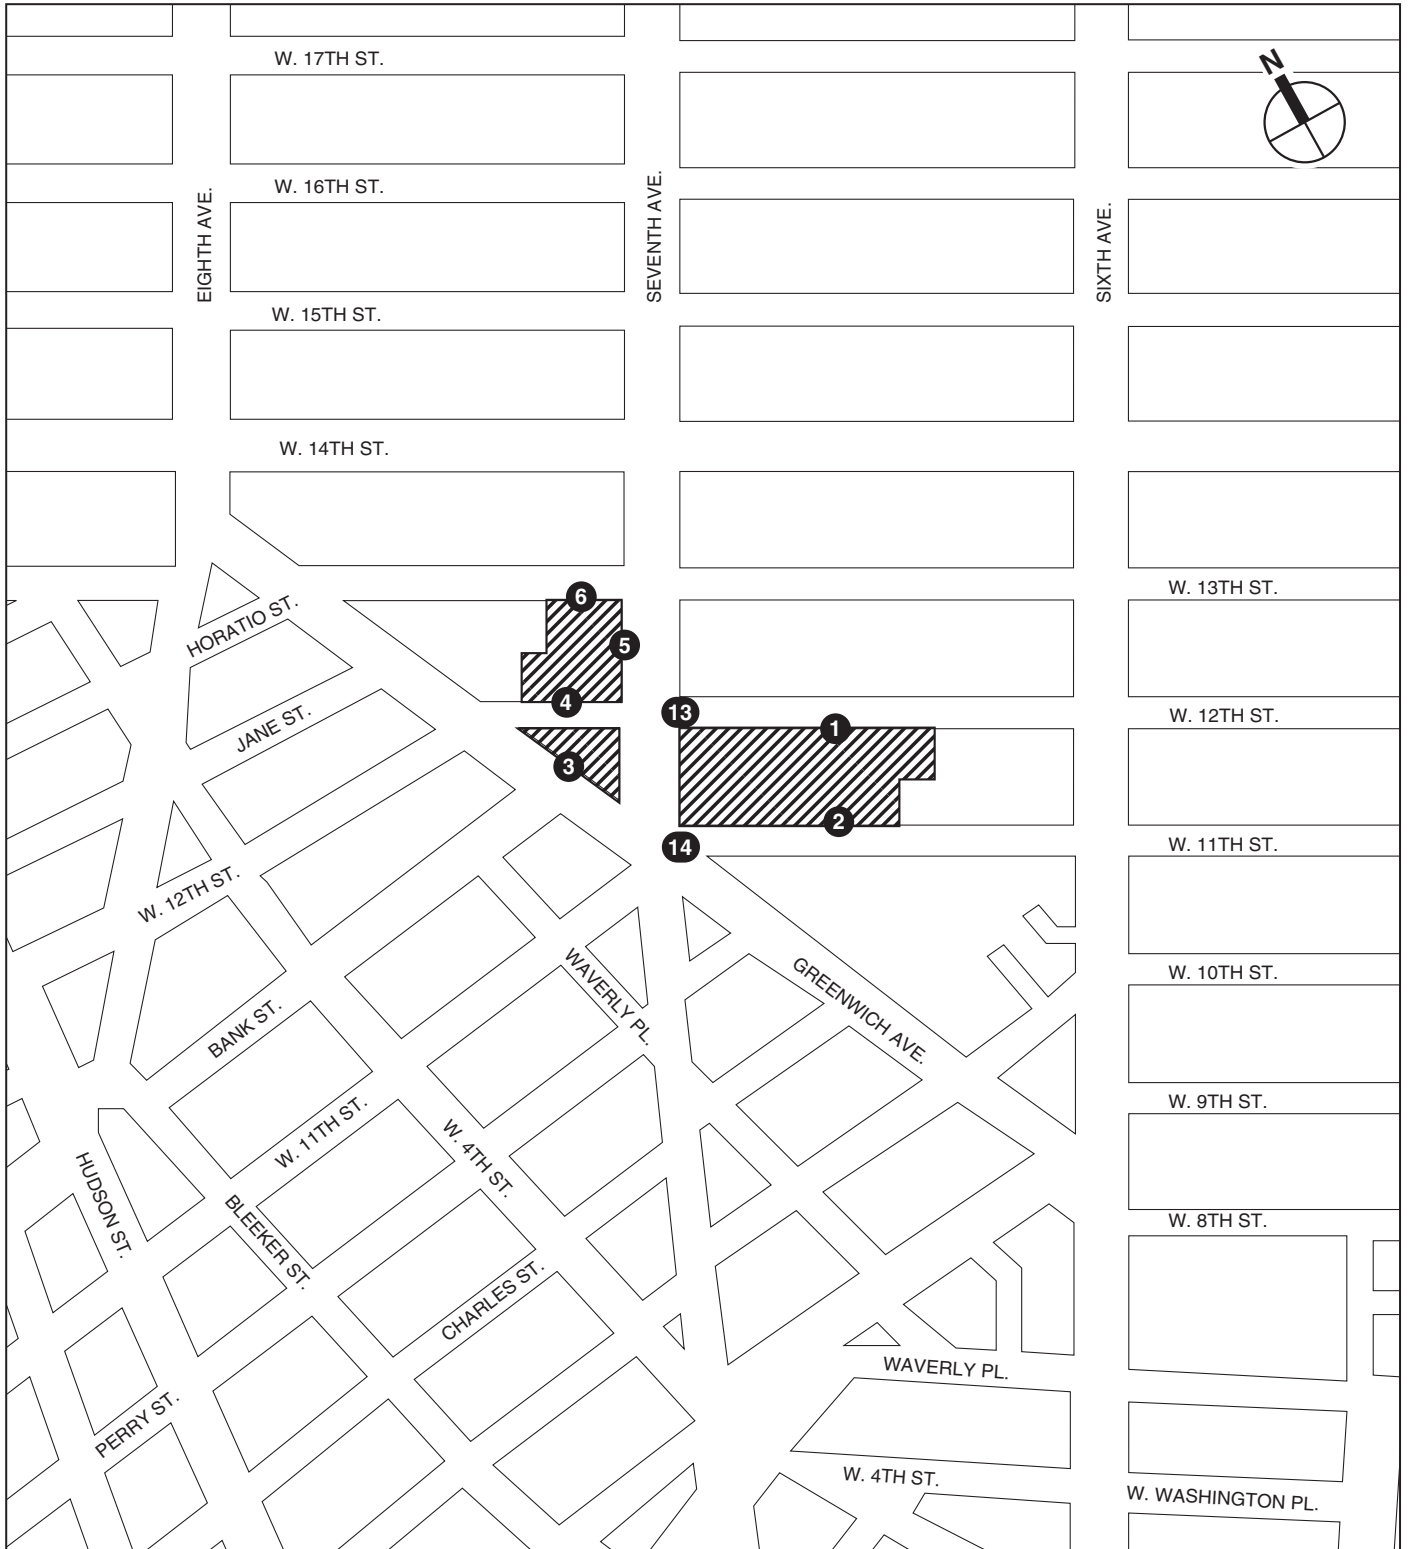 W. 17TH ST.
N
W. 16TH ST.
EIGHTH AVE.
SEVENTH AVE.
SIXTH AVE.
W. 15TH ST.
W. 14TH ST.
W. 13TH ST.
6
HORATIO ST.
5
4
13
W. 12TH ST.
JANE ST.
1
3
2
14
W. 11TH ST.
W. 12TH ST.
WAVERLY PL.
GREENWICH AVE.
W. 10TH ST.
BANK ST.
W. 9TH ST.
W. 11TH ST.
W. 4TH ST.
HUDSON ST.
BLEEKER ST.
W. 8TH ST.
CHARLES ST.
WAVERLY PL.
PERRY ST.
W. 4TH ST.
W. WASHINGTON PL.